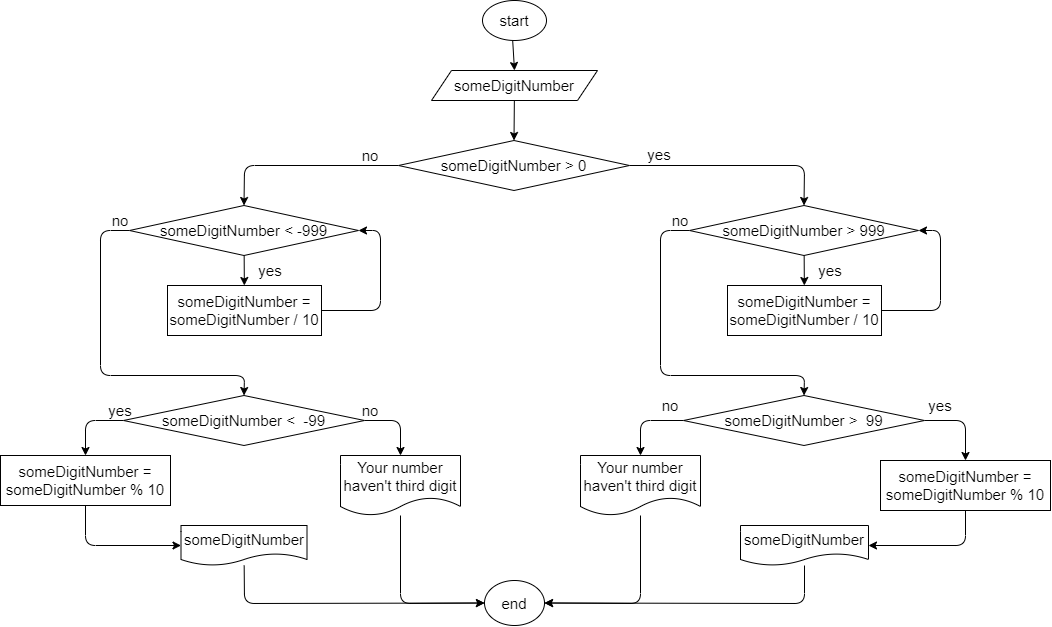 start
someDigitNumber
someDigitNumber > 0
no
yes
someDigitNumber < -999
no
yes
someDigitNumber =
someDigitNumber / 10
someDigitNumber > 999
no
yes
someDigitNumber =
someDigitNumber / 10
someDigitNumber < -99
yes
no
someDigitNumber =
someDigitNumber % 10
Your number
haven't third digit
someDigitNumber
someDigitNumber > 99
no
yes
Your number
haven't third digit
someDigitNumber =
someDigitNumber % 10
someDigitNumber
end